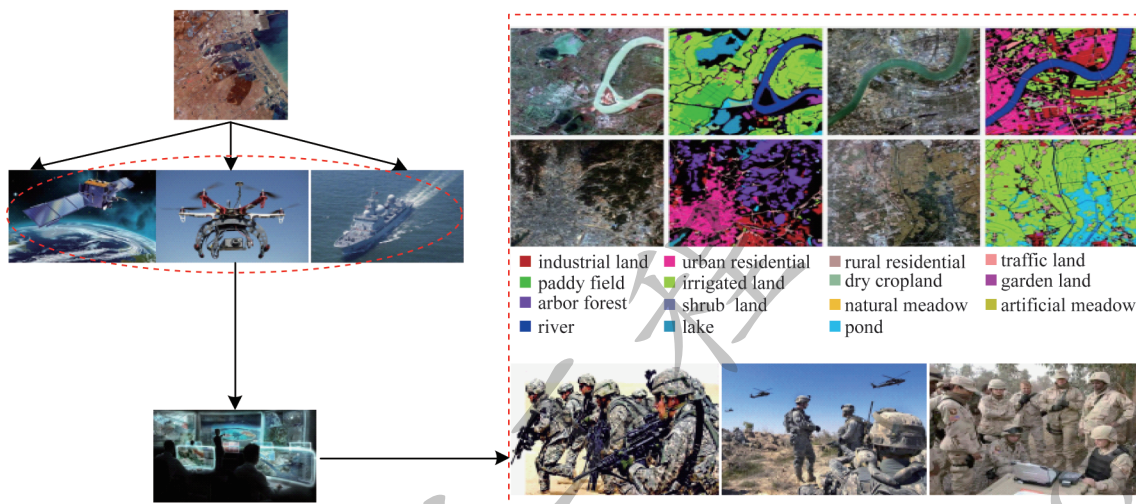 industrial land urban residential rural residential traffic land
paddy field irrigated land dry cropland garden land
arbor forest shrub land natural meadow artificial meadow
river lake pond
程